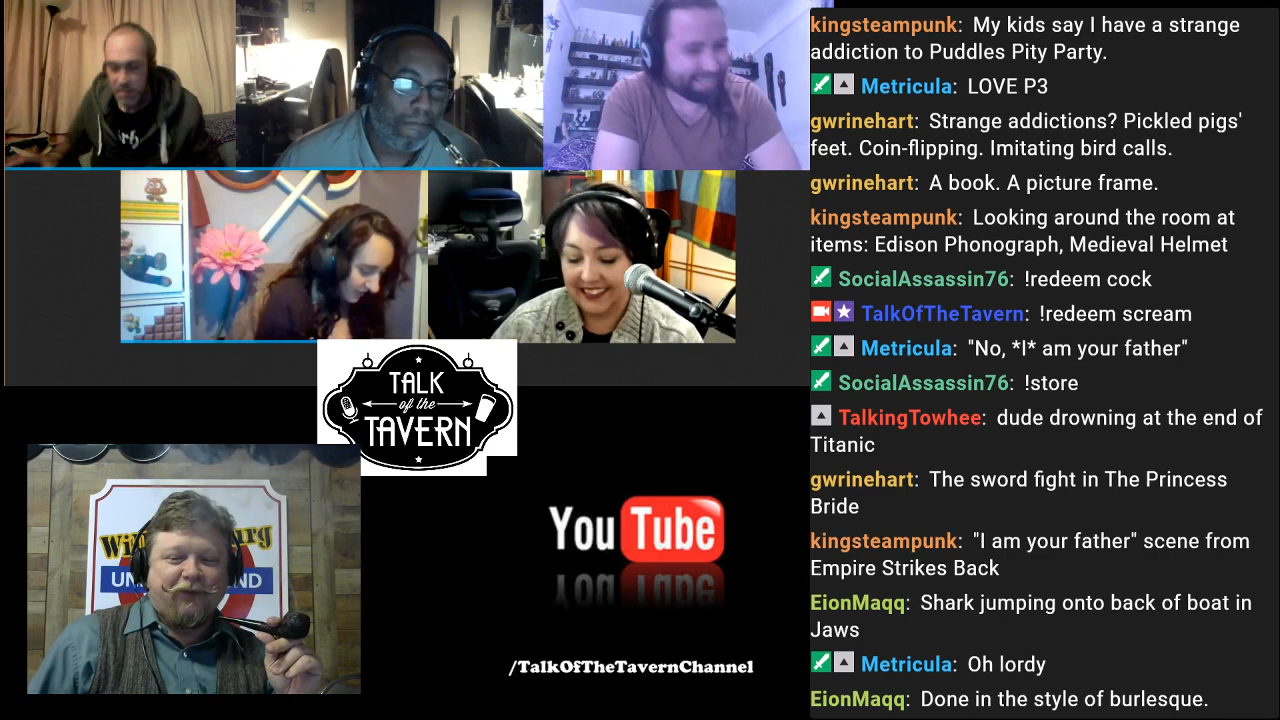 kingsteampunk: My kids say I have a strange
addiction to Puddles Pity Party.
Metricula: LOVE P3
gwrinehart: Strange addictions? Pickled pigs'
feet. Coin-flipping. Imitating bird calls.
gwrinehart: A book. A picture frame.
kingsteampunk: Looking around the room at
items: Edison Phonograph, Medieval Helmet
SocialAssassin76: !redeem cock
TalkOfTheTavern: !redeem scream
Metricula: "No, *I* am your father"
SocialAssassin76: !store
TalkingTowhee: dude drowning at the end of
Titanic
gwrinehart: The sword fight in The Princess
Bride
kingsteampunk: "I am your father" scene from
Empire Strikes Back
EionMaqq: Shark jumping onto back of boat in
Jaws
Metricula: Oh lordy
EionMaqq: Done in the style of burlesque.
TALK
of the
TAVERN
YouTube
/TalkOfTheTavernChannel